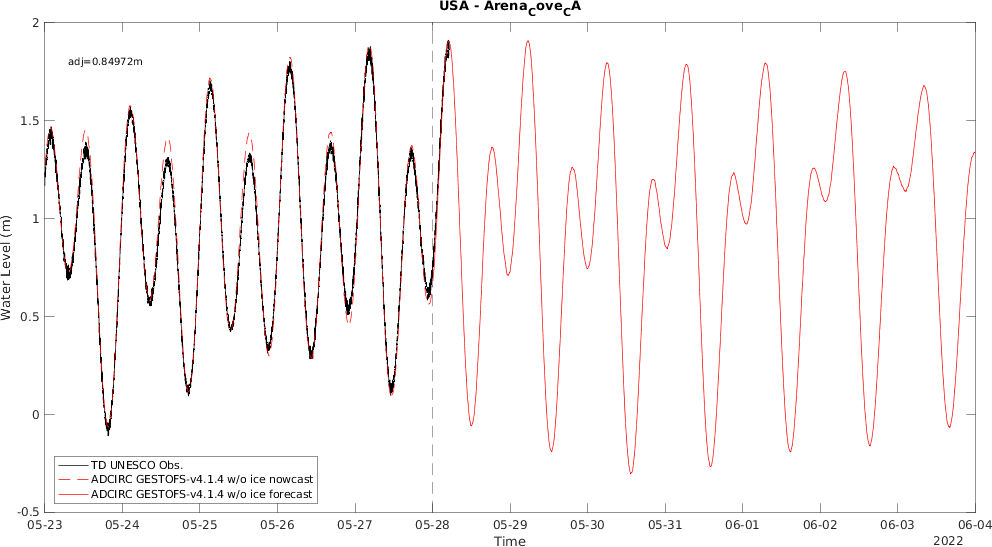 USA - ArenaCoveCA
adj=0.84972m
2
1.5
1
0.5
0
-0.5
Water Level (m)
TD UNESCO Obs.
ADCIRC GESTOFS-v4.1.4 w/o ice nowcast
ADCIRC GESTOFS-v4.1.4 w/o ice forecast
05-23 05-24 05-25 05-26 05-27 05-28 05-29 05-30 05-31 06-01 06-02 06-03 06-04
Time
2022